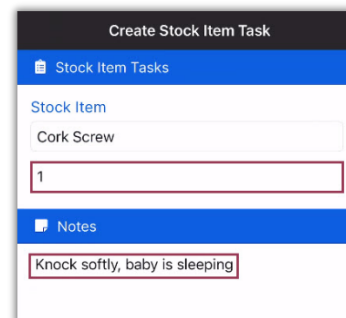 Create Stock Item Task
Stock Item Tasks
Stock Item
Cork Screw
1
Notes
Knock softly, baby is sleeping